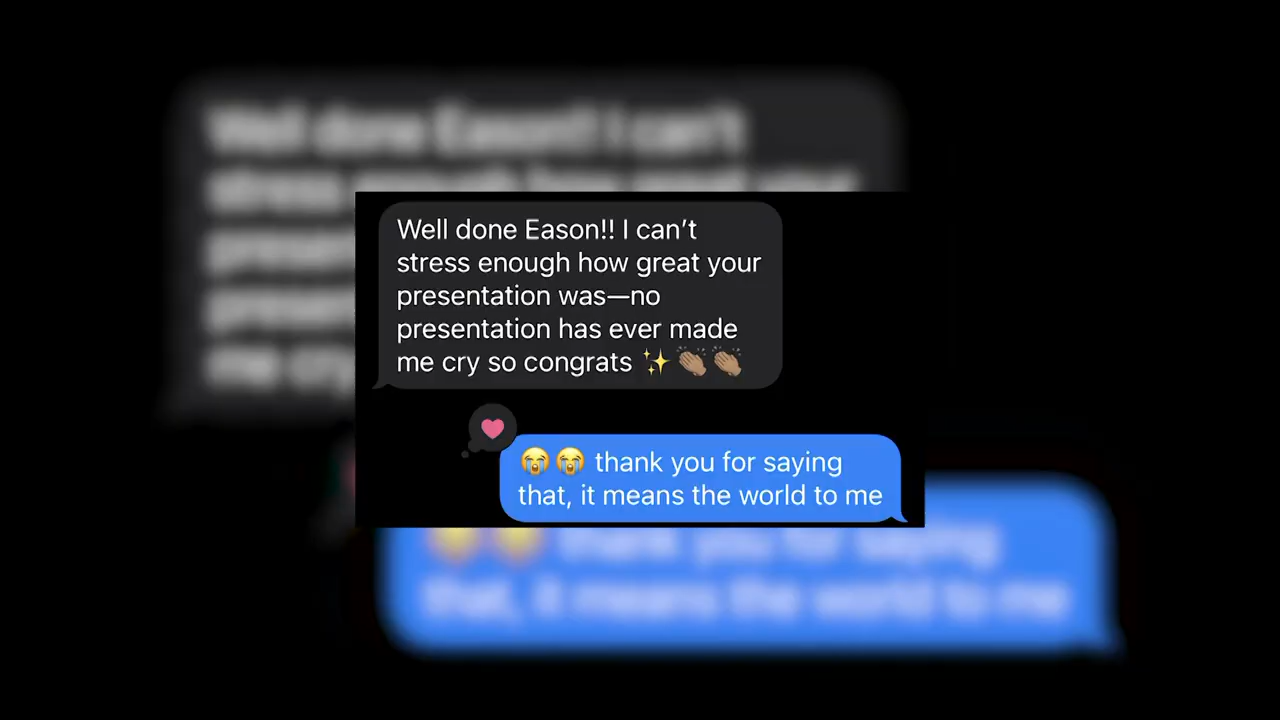 Well done Eason!! I can’t
stress enough how great your
presentation was—no
presentation has ever made
me cry so congrats ✨👏🏽👏🏽
😭😭 thank you for saying
that, it means the world to me